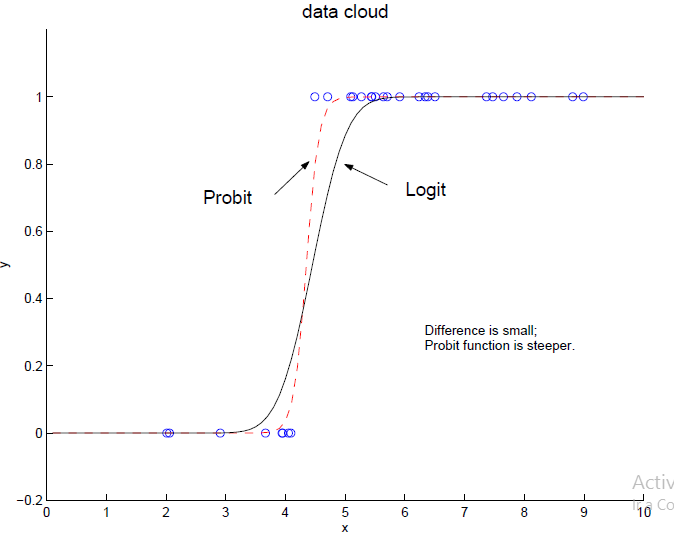 data cloud
1
0.8
0.6
0.4
0.2
0
−0.2
y
Probit
Logit
Difference is small;
Probit function is steeper.
0 1 2 3 4 5 6 7 8 9 10
x
Activ